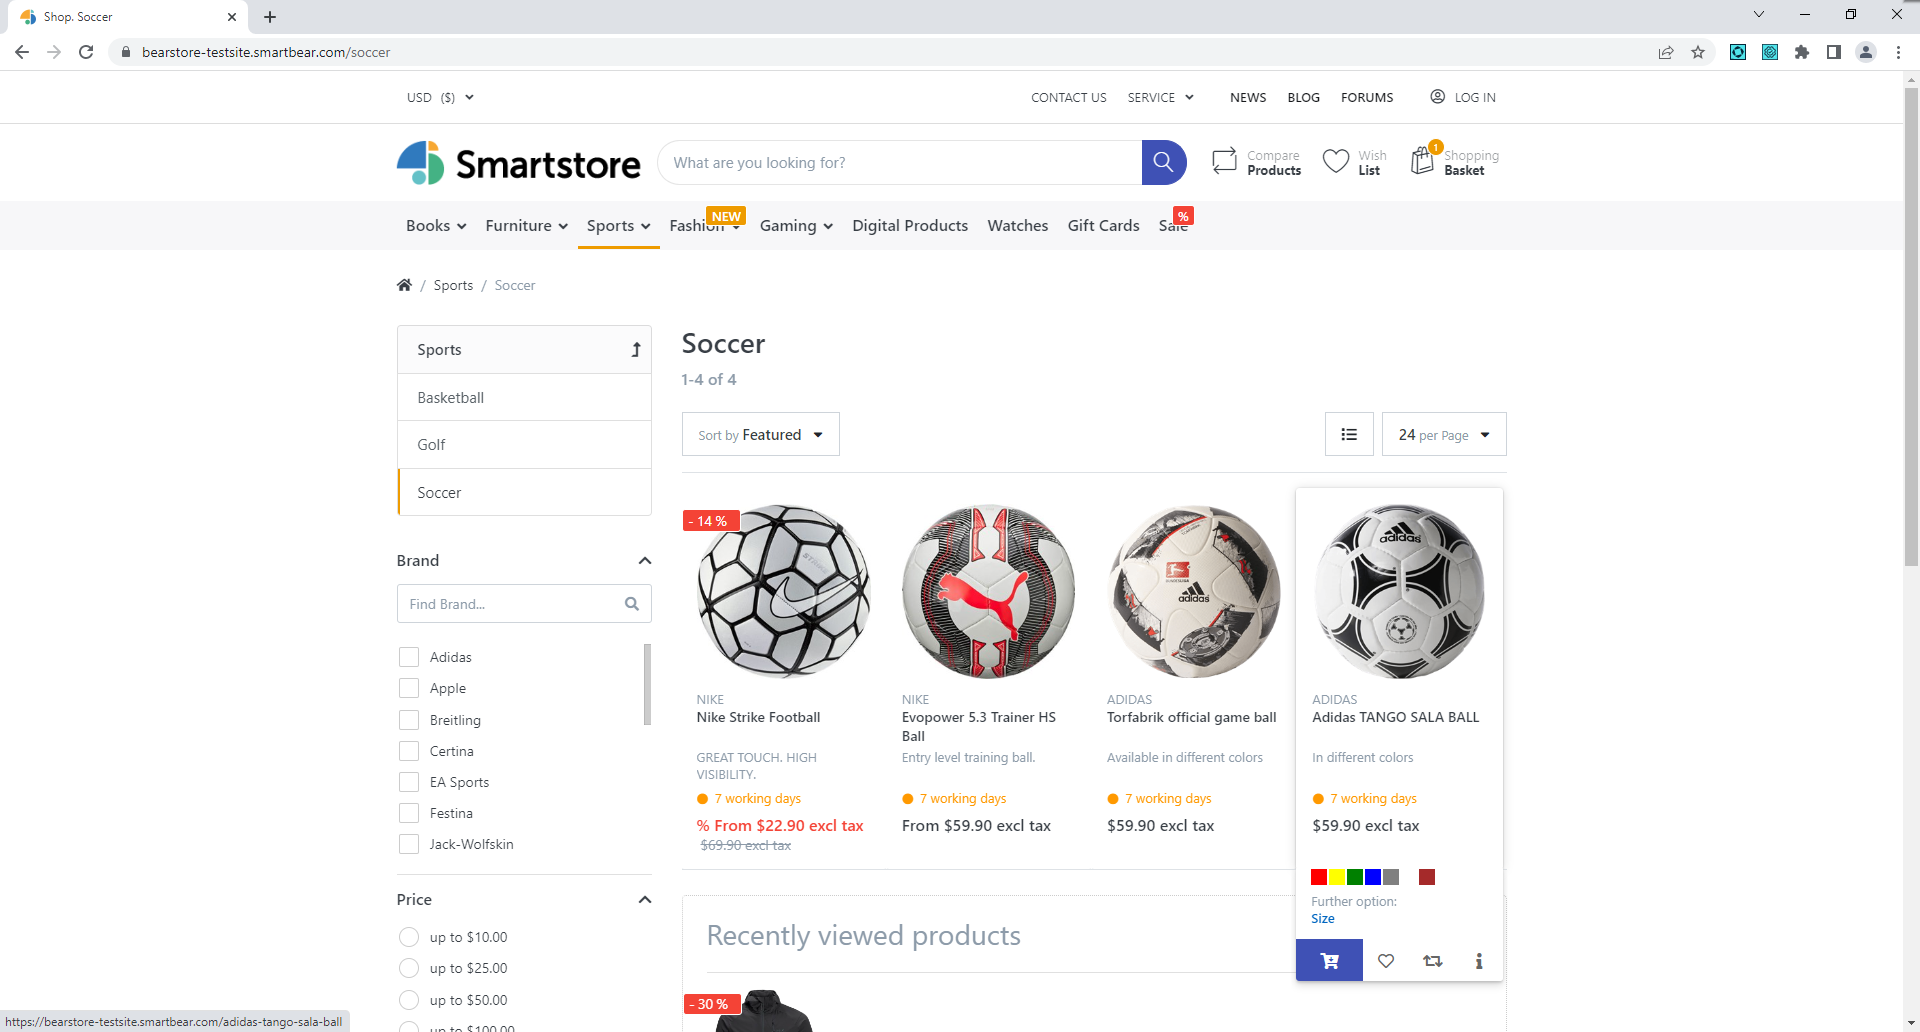 Shop. Soccer
bearstore-testsite.smartbear.com/soccer
USD ($)
CONTACT US
SERVICE
NEWS
BLOG
FORUMS
LOG IN
Smartstore
What are you looking for?
Compare
Products
Wish
List
1
Shopping
Basket
Books
Furniture
Sports
Fashion
NEW
Gaming
Digital Products
Watches
Gift Cards
Sale
%
/ Sports / Soccer
Sports
Basketball
Golf
Soccer
Brand
Find Brand...
Adidas
Apple
Breitling
Certina
EA Sports
Festina
Jack-Wolfskin
Price
up to $10.00
up to $25.00
up to $50.00
up to $100.00
Soccer
1-4 of 4
Sort by Featured
24 per Page
- 14 %
NIKE
Nike Strike Football
GREAT TOUCH. HIGH
VISIBILITY.
7 working days
% From $22.90 excl tax
$69.90 excl tax
NIKE
Evopower 5.3 Trainer HS
Ball
Entry level training ball.
7 working days
From $59.90 excl tax
adidas
ADIDAS
Torfabrik official game ball
Available in different colors
7 working days
$59.90 excl tax
adidas
ADIDAS
Adidas TANGO SALA BALL
In different colors
7 working days
$59.90 excl tax
Further option:
Size
Recently viewed products
- 30 %
https://bearstore-testsite.smartbear.com/adidas-tango-sala-ball